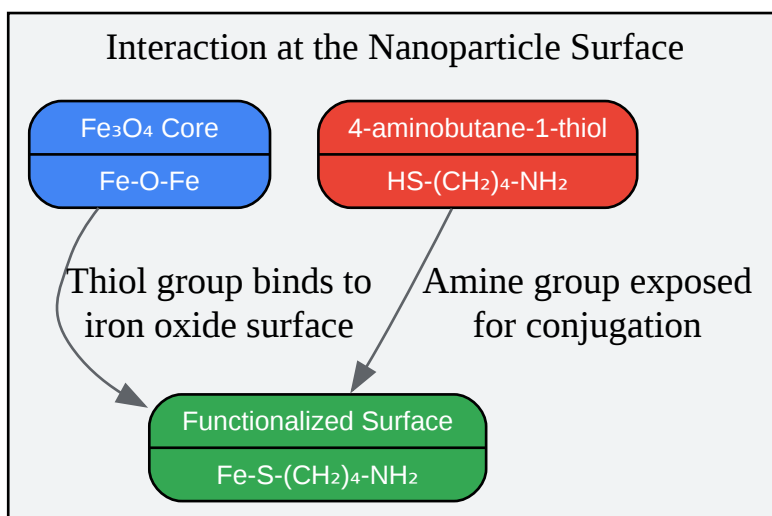 Interaction at the Nanoparticle Surface
Fe₃O₄ Core
Fe-O-Fe
4-aminobutane-1-thiol
HS-(CH₂)₄-NH₂
Thiol group binds to
iron oxide surface
Amine group exposed
for conjugation
Functionalized Surface
Fe-S-(CH₂)₄-NH₂